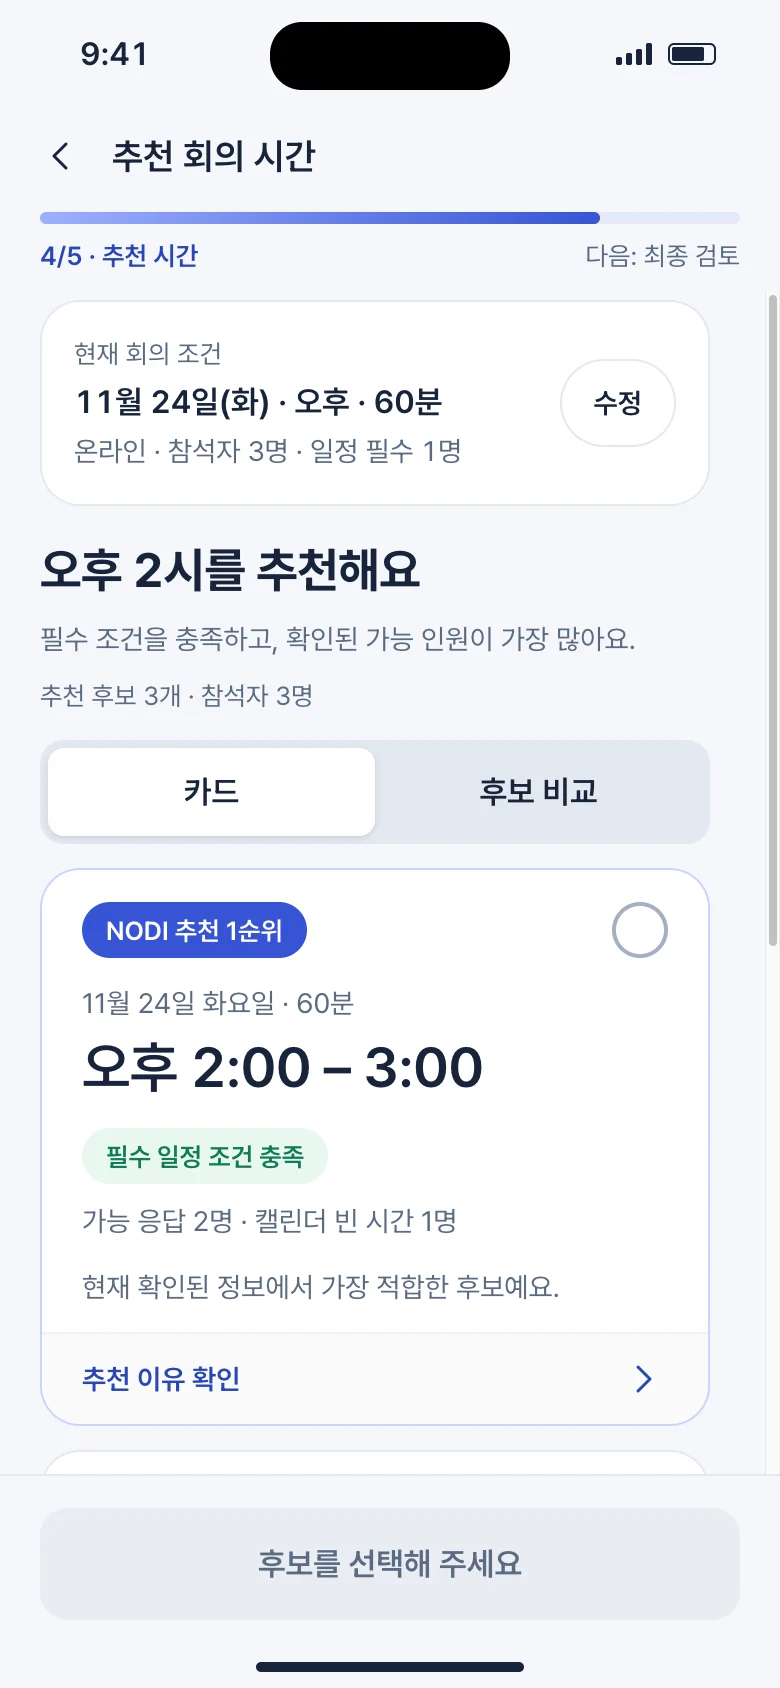 9:41
추천 회의 시간
4/5 · 추천 시간
다음: 최종 검토
현재 회의 조건
11월 24일(화) · 오후 · 60분
온라인 · 참석자 3명 · 일정 필수 1명
수정
오후 2시를 추천해요
필수 조건을 충족하고, 확인된 가능 인원이 가장 많아요.
추천 후보 3개 · 참석자 3명
카드
후보 비교
NODI 추천 1순위
11월 24일 화요일 · 60분
오후 2:00 – 3:00
필수 일정 조건 충족
가능 응답 2명 · 캘린더 빈 시간 1명
현재 확인된 정보에서 가장 적합한 후보예요.
추천 이유 확인
후보를 선택해 주세요